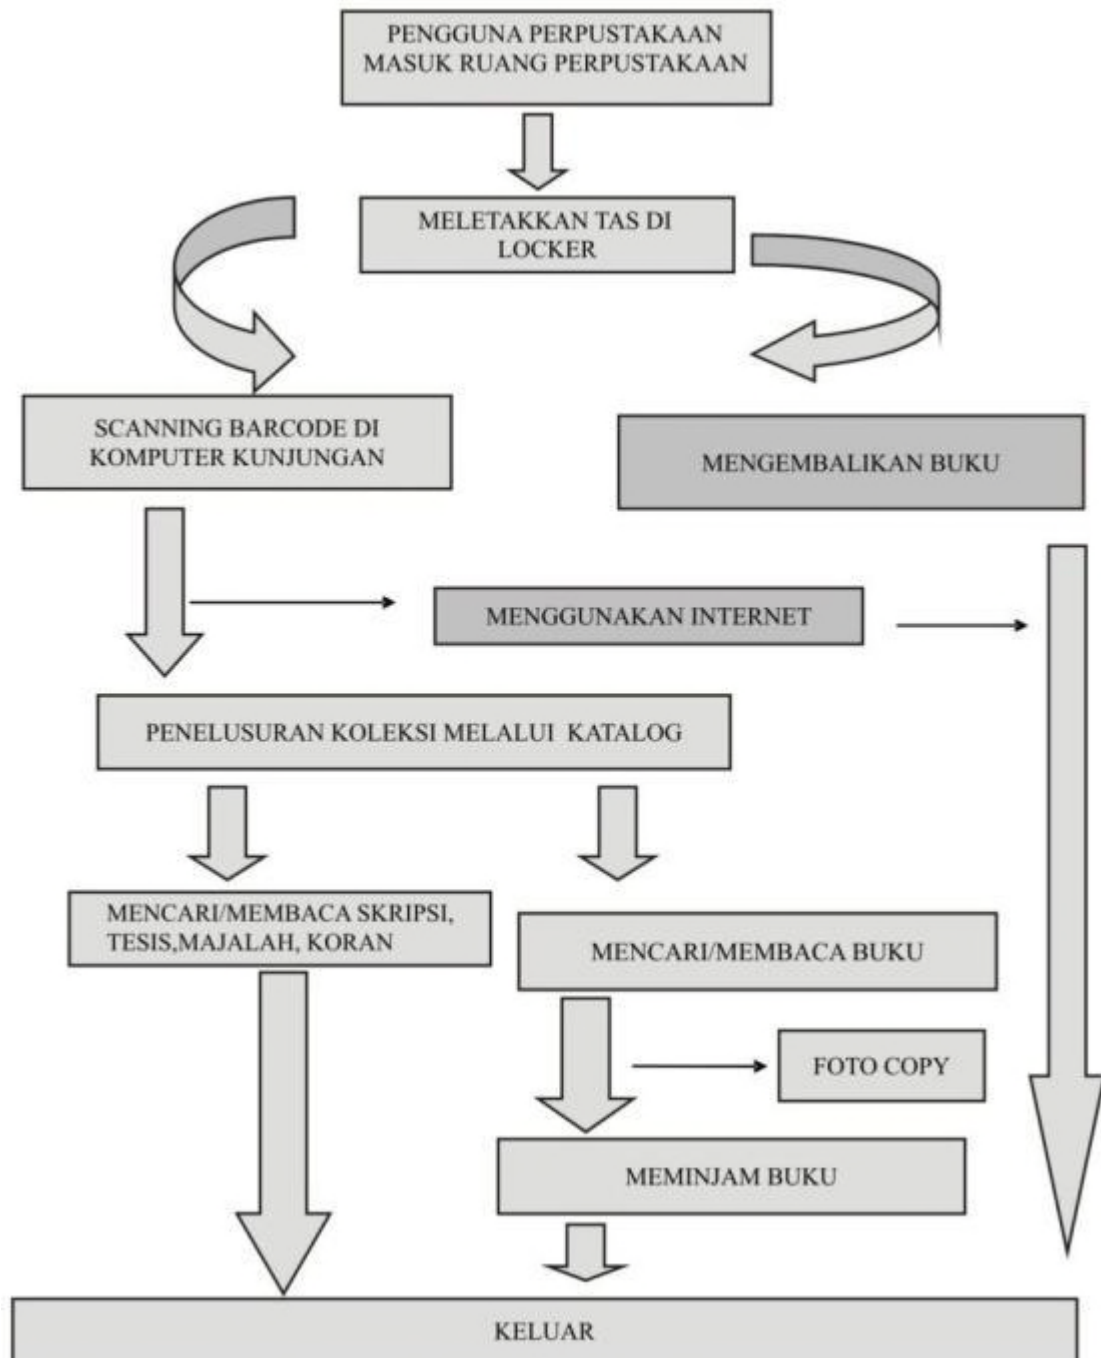 PENGGUNA PERPUSTAKAAN
MASUK RUANG PERPUSTAKAAN
MELETAKKAN TAS DI
LOCKER
SCANNING BARCODE DI
KOMPUTER KUNJUNGAN
MENGEMBALIKAN BUKU
MENGGUNAKAN INTERNET
PENELUSURAN KOLEKSI MELALUI KATALOG
MENCARI/MEMBACA SKRIPSI,
TESIS,MAJALAH, KORAN
MENCARI/MEMBACA BUKU
FOTO COPY
MEMINJAM BUKU
KELUAR